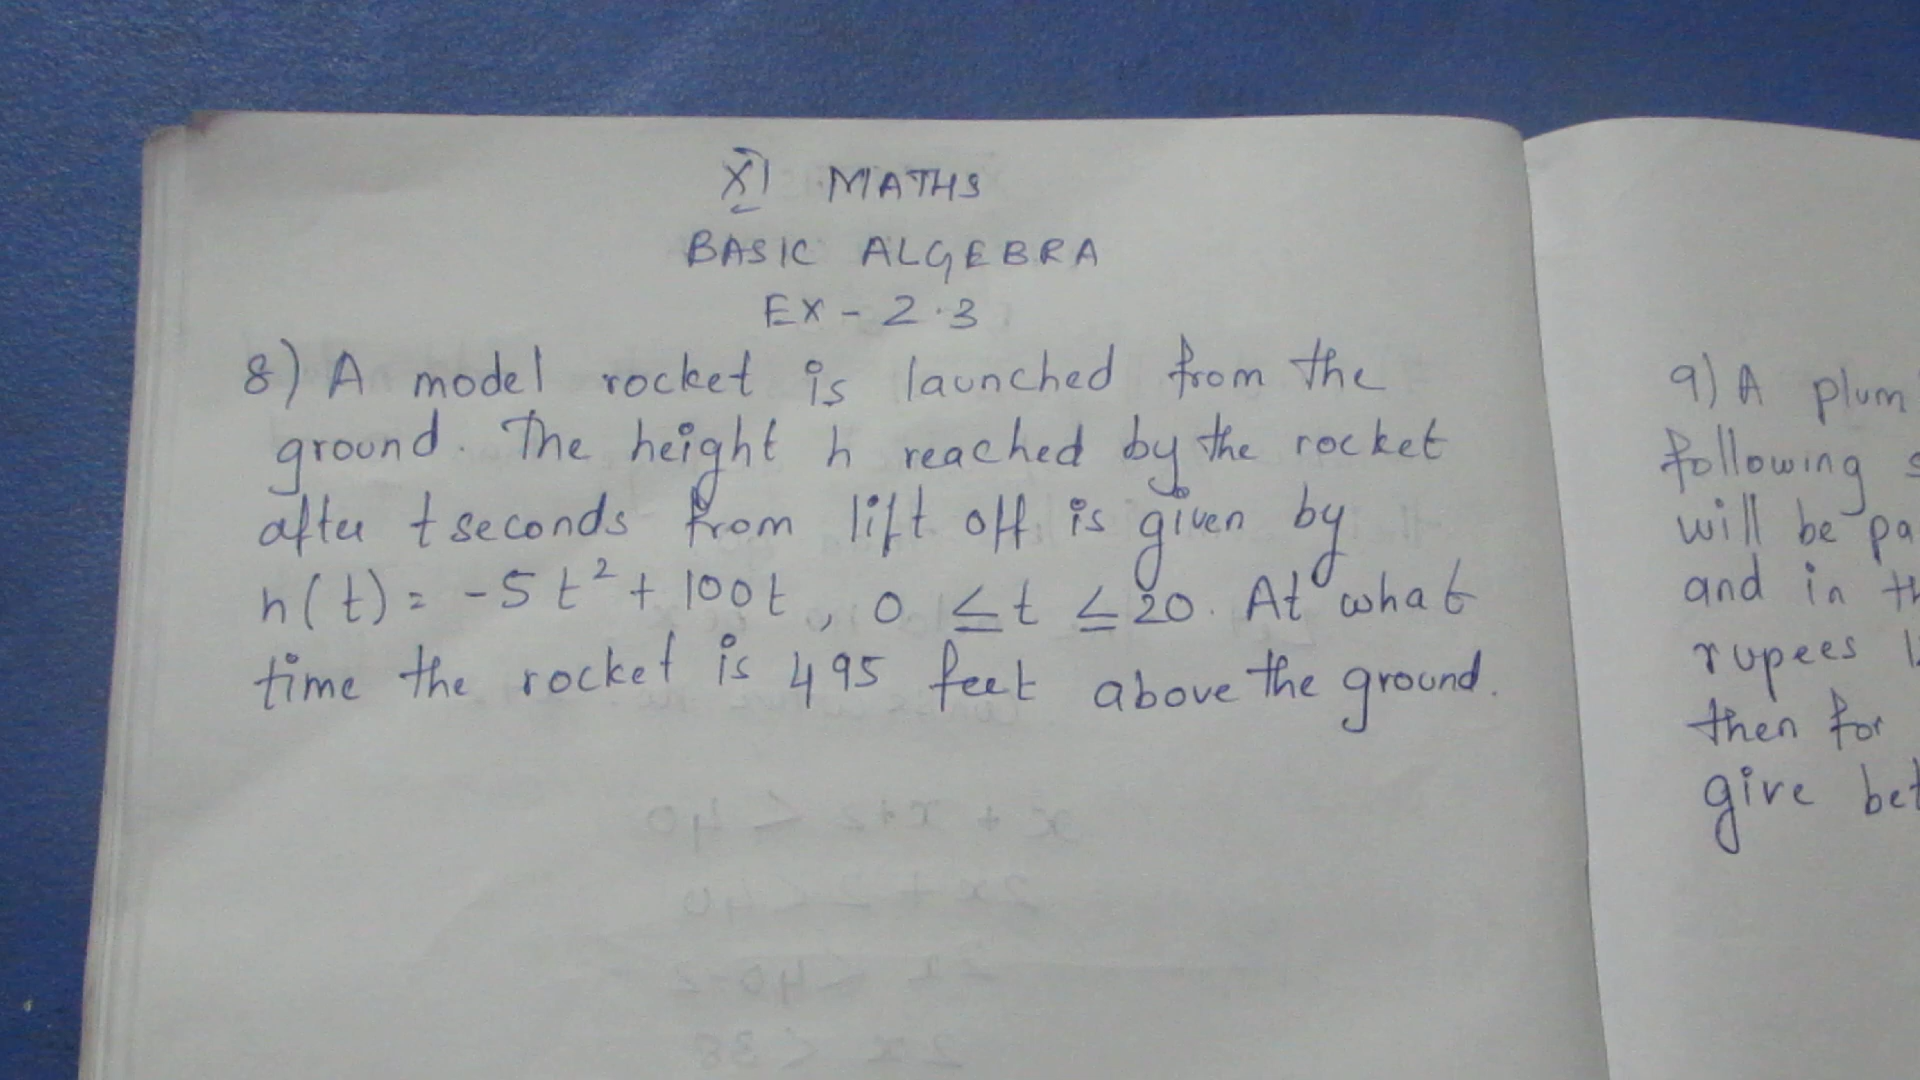 XI MATHS
BASIC ALGEBRA
EX - 2.3
8) A model rocket is launched from the
ground. The height h reached by the rocket
after t seconds from lift off is given by
h(t) = -5t² + 100t, 0 ≤ t ≤ 20. At what
time the rocket is 495 feet above the ground.
9) A plum
following s
will be pa
and in th
rupees
then for
give bet